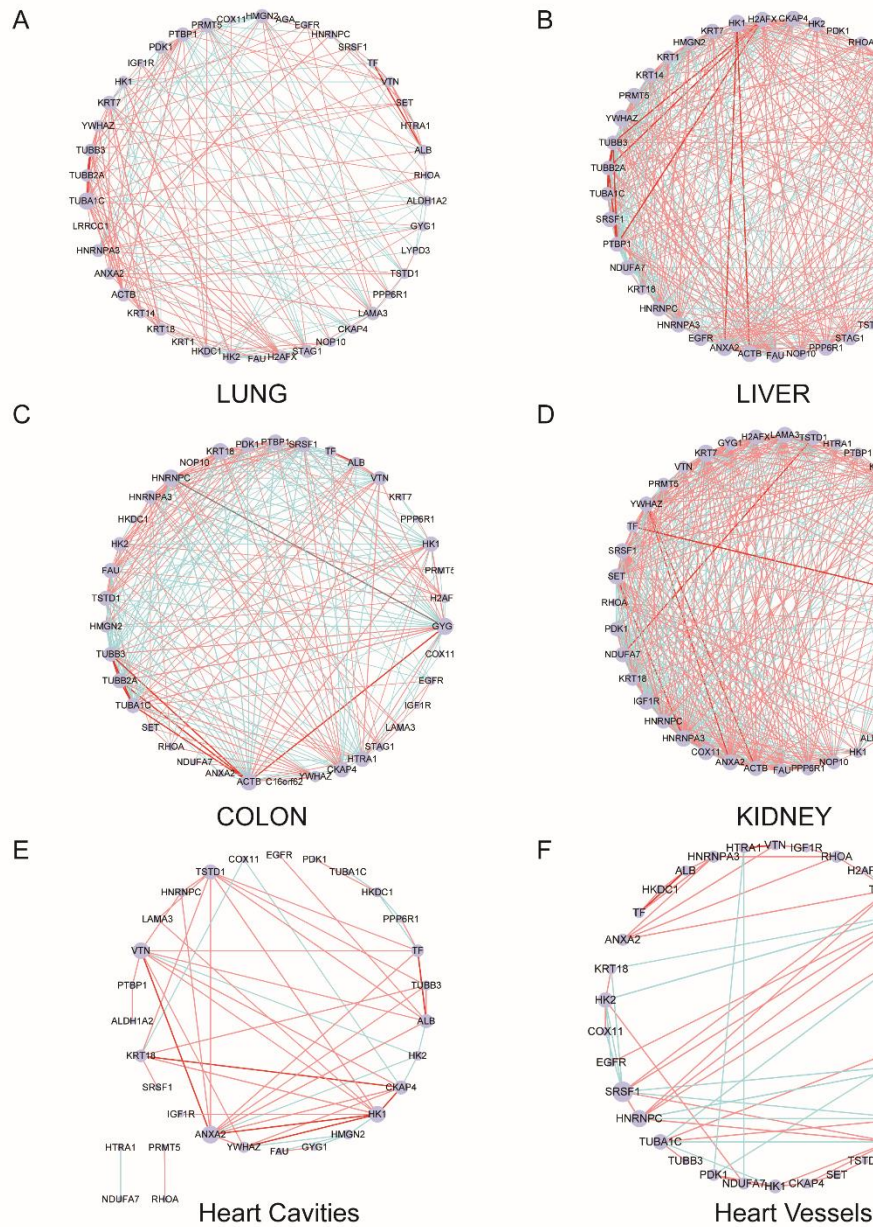 A
COX11
HMGN2
AGA
EGFR
HNRNPC
SRSF1
TF
VTN
SET
HTRA1
ALB
RHOA
ALDH1A2
GYG1
LYPD3
TSTD1
PPP6R1
LAMA3
CKAP4
NOP10
STAG1
H2AFX
FAU
HK2
HKDC1
KRT1
KRT18
KRT14
ACTB
ANXA2
HNRNPA3
LRRCC1
TUBA1C
TUBB2A
TUBB3
YWHAZ
KRT7
HK1
IGF1R
PDK1
PTBP1
PRMT5
LUNG
B
HK1
H2AFX
CKAP4
HK2
PDK1
RHOA
STAG1
PPP6R1
NOP10
FAU
ACTB
ANXA2
EGFR
HNRNPA3
HNRNPC
KRT18
NDUFA7
PTBP1
SRSF1
TUBA1C
TUBB2A
TUBB3
YWHAZ
PRMT5
KRT14
KRT1
HMGN2
KRT7
LIVER
C
PTBP1
SRSF1
TF
ALB
VTN
KRT7
PPP6R1
HK1
PRMT5
H2AF
GYG
COX11
EGFR
IGF1R
LAMA3
STAG1
HTRA1
CKAP4
YWHAZ
C16orf62
ACTB
ANXA2
NDUFA7
RHOA
SET
TUBA1C
TUBB2A
TUBB3
HMGN2
TSTD1
FAU
HK2
HKDC1
HNRNPA3
HNRNPC
NOP10
KRT18
PDK1
COLON
D
H2AFX
LAMA3
TSTD1
HTRA1
PTBP1
HK1
NOP10
PPP6R1
FAU
ACTB
ANXA2
COX11
HNRNPA3
HNRNPC
IGF1R
KRT18
NDUFA7
PDK1
RHOA
SET
SRSF1
TF
YWHAZ
PRMT5
VTN
KRT7
GYG1
KIDNEY
E
COX11
EGFR
PDK1
TUBA1C
HKDC1
PPP6R1
TF
TUBB3
ALB
HK2
CKAP4
HK1
HMGN2
GYG1
FAU
YWHAZ
ANXA2
IGF1R
SRSF1
KRT18
ALDH1A2
PTBP1
VTN
LAMA3
HNRNPC
TSTD1
HTRA1
PRMT5
NDUFA7
RHOA
Heart Cavities
F
HTRA1
VTN
IGF1R
RHOA
H2AF
SET
CKAP4
HK1
NDUFA7
PDK1
TUBB3
TUBA1C
HNRNPC
SRSF1
EGFR
COX11
HK2
KRT18
ANXA2
TF
HKDC1
ALB
HNRNPA3
Heart Vessels